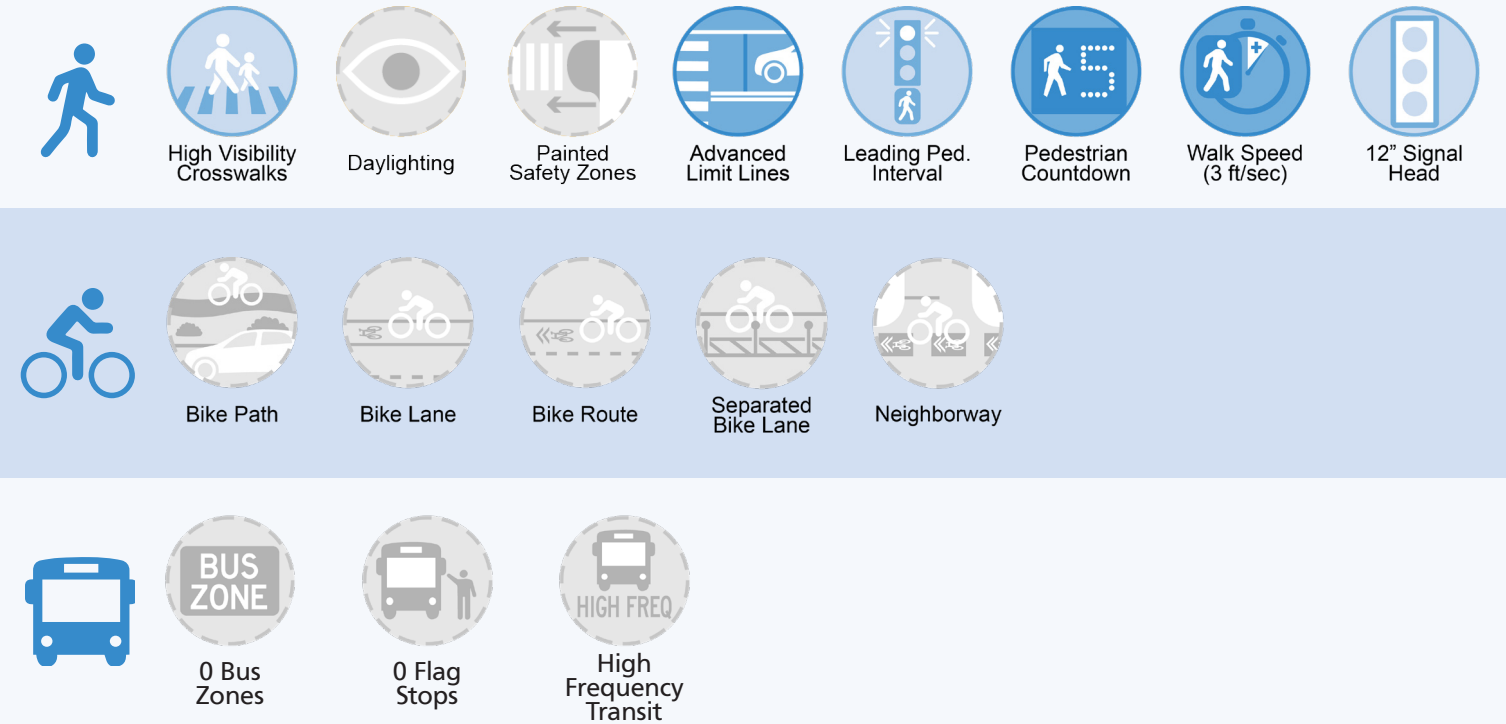 High Visibility
Crosswalks
Daylighting
Painted
Safety Zones
Advanced
Limit Lines
Leading Ped.
Interval
5
Pedestrian
Countdown
Walk Speed
(3 ft/sec)
12” Signal
Head
Bike Path
Bike Lane
Bike Route
Separated
Bike Lane
Neighborway
BUS
ZONE
0 Bus
Zones
0 Flag
Stops
HIGH FREQ
High
Frequency
Transit